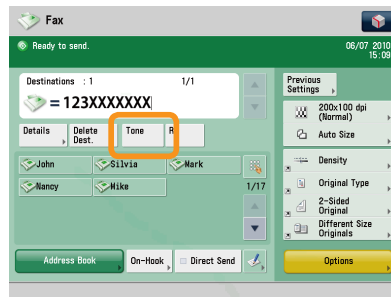 Fax
Ready to send.
06/07 2010
15:09
Destinations : 1
1/1
= 123XXXXXXX
Details
Delete
Dest.
Tone
R
John
Silvia
Mark
Nancy
Mike
1/17
Address Book
On-Hook
Direct Send
Previous
Settings
200x100 dpi
(Normal)
Auto Size
Density
Original Type
2-Sided
Original
Different Size
Originals
Options